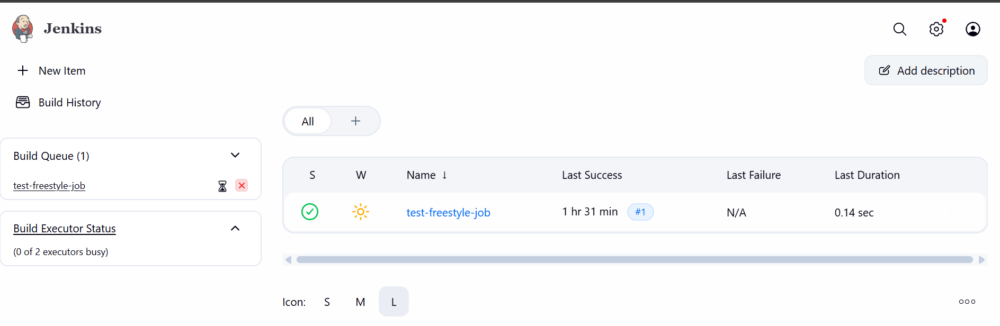 Jenkins
New Item
Add description
Build History
All
Build Queue (1)
test-freestyle-job
Build Executor Status
(0 of 2 executors busy)
S W Name ↓ Last Success Last Failure Last Duration
test-freestyle-job 1 hr 31 min #1 N/A 0.14 sec
Icon: S M L